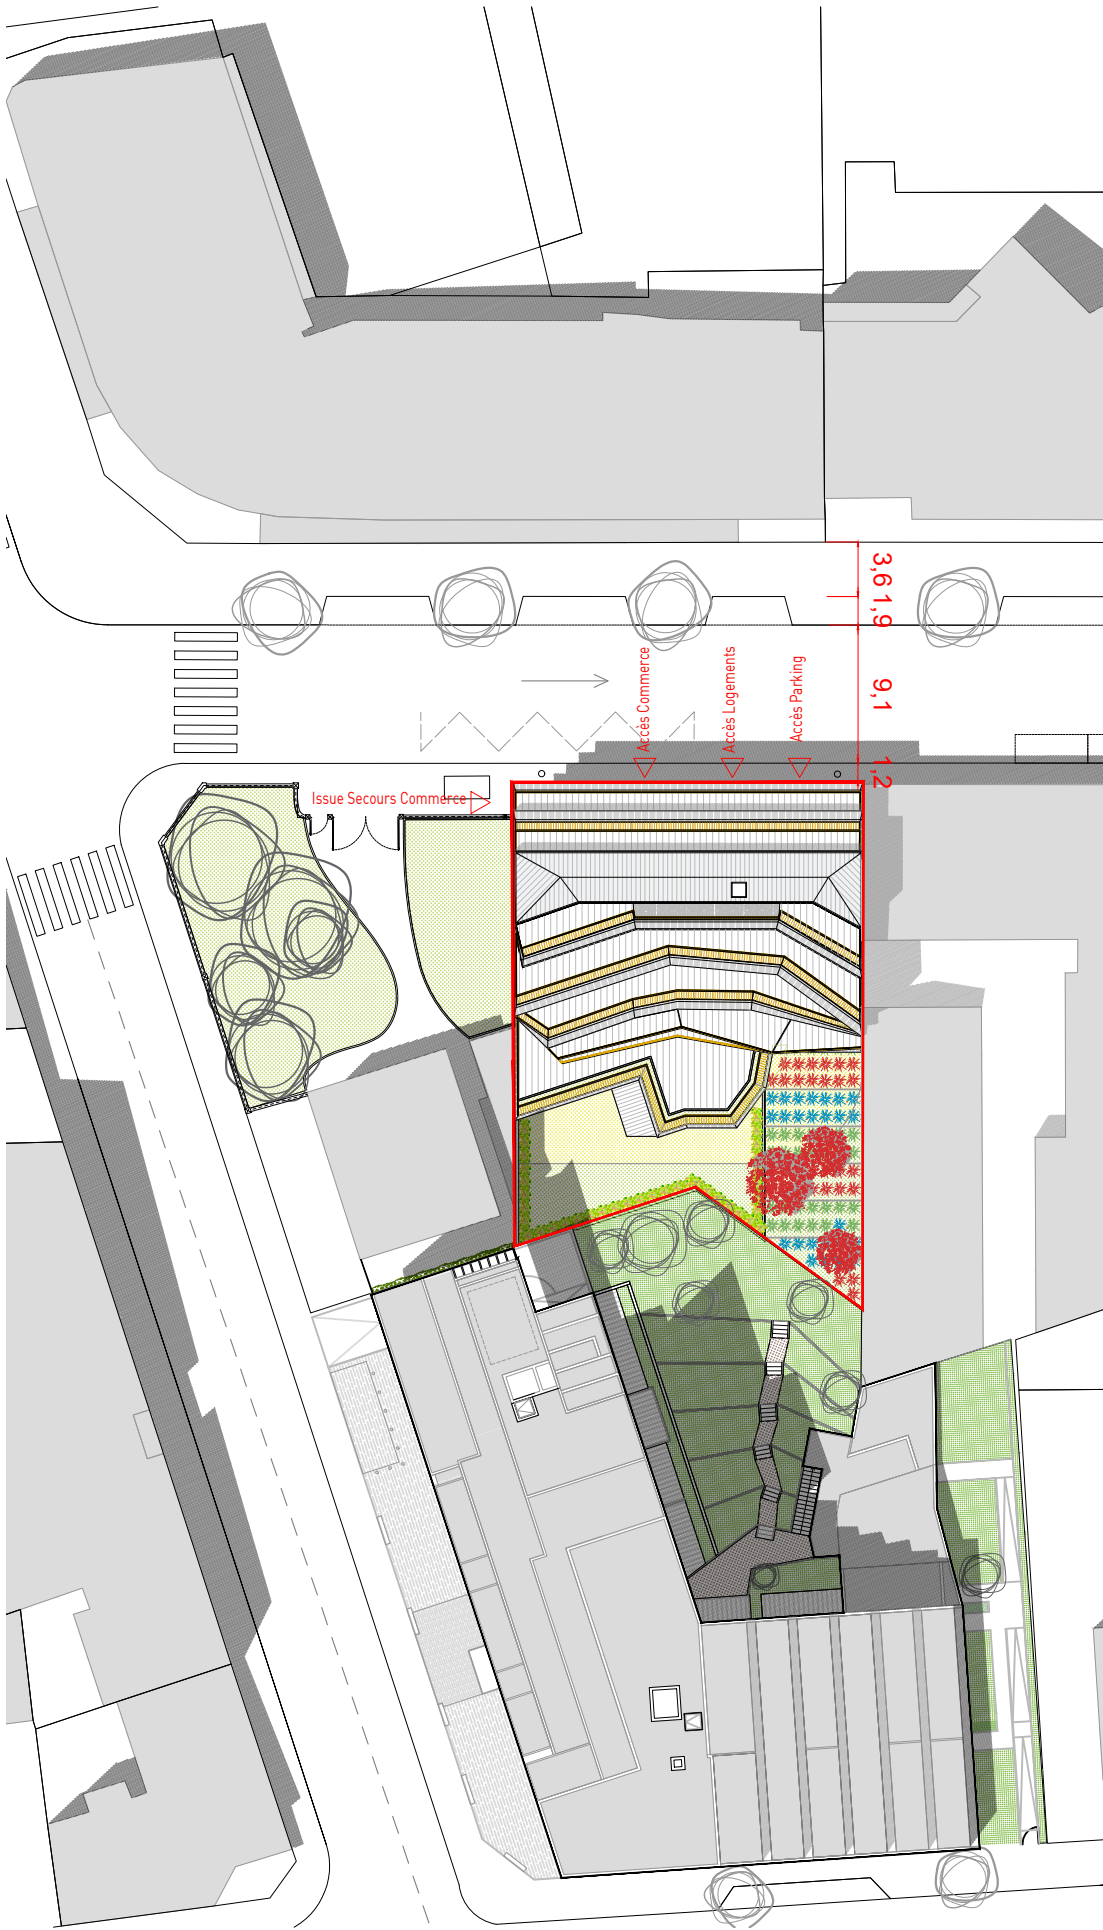 3,6
1,9
9,1
1,2
Accès Commerce
Accès Logements
Accès Parking
Issue Secours Commerce